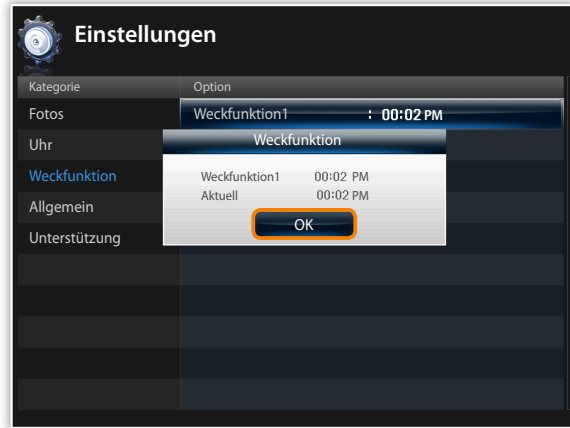 Einstellungen
Kategorie Option
Fotos Weckfunktion1 : 00:02 PM
Uhr
Weckfunktion
Weckfunktion
Weckfunktion1 00:02 PM
Aktuell 00:02 PM
Allgemein
OK
Unterstützung